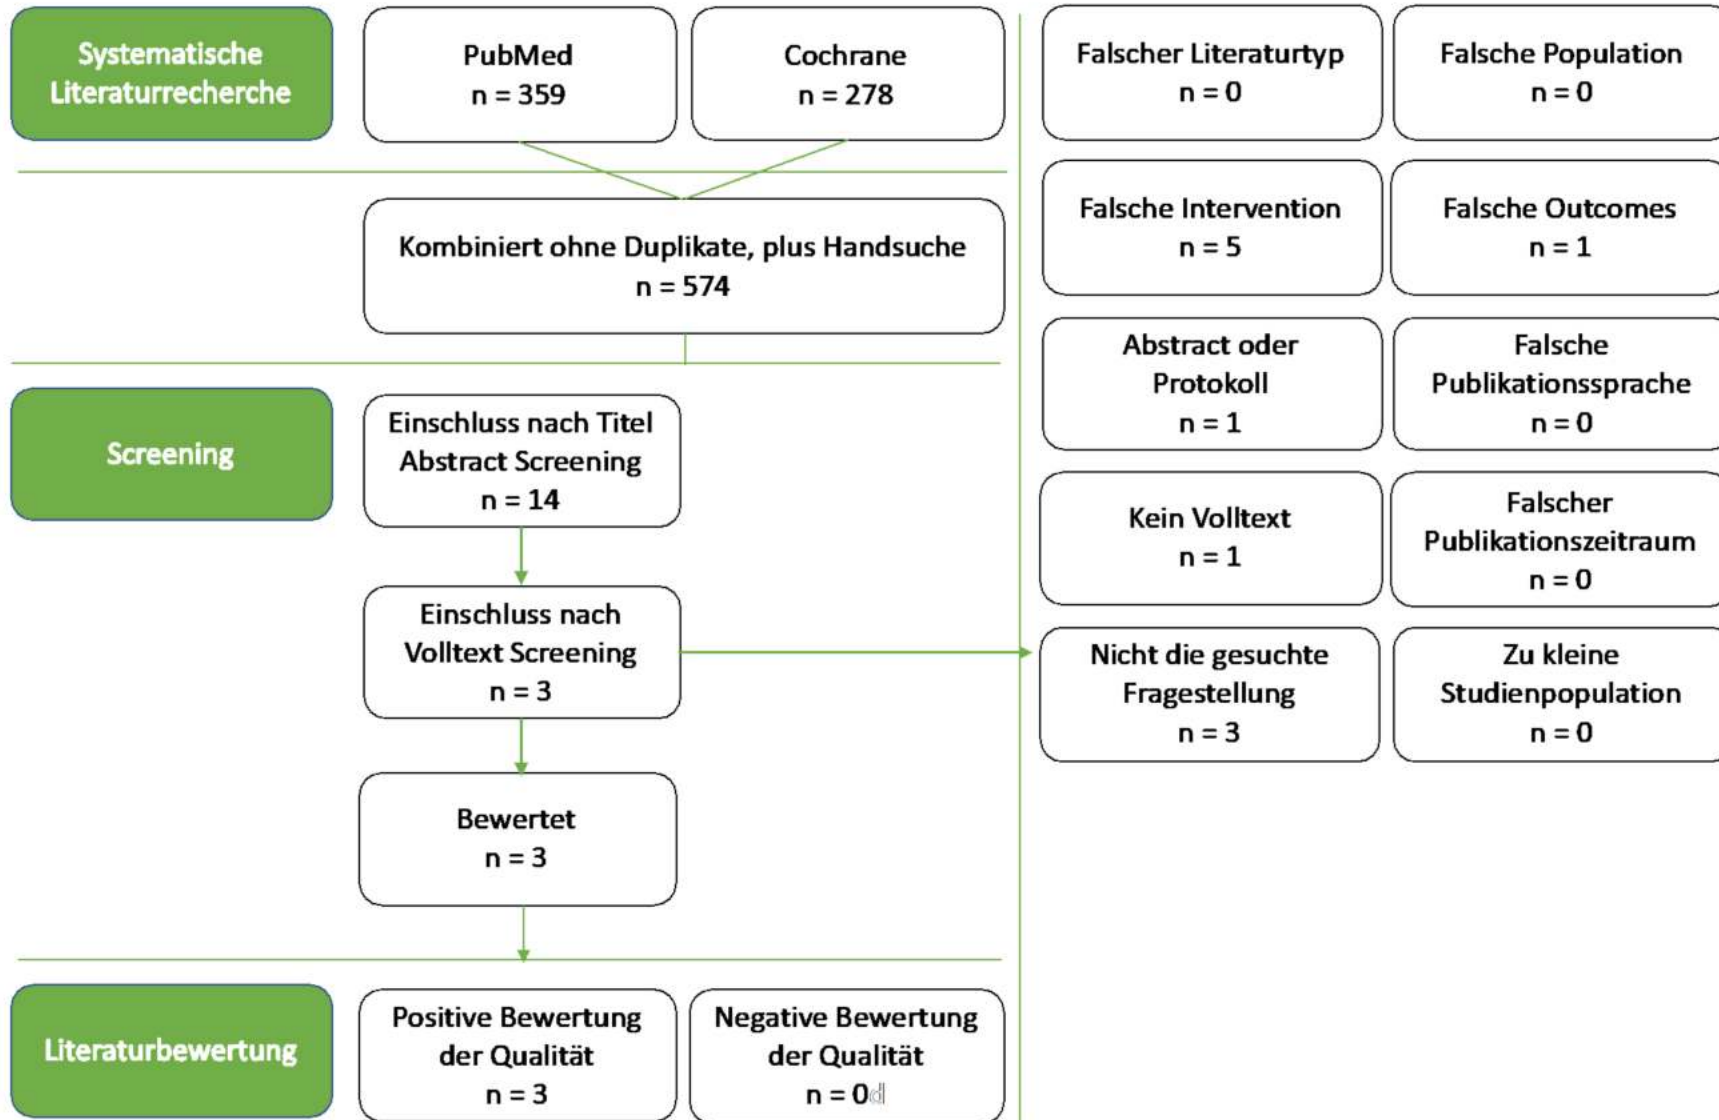 Systematische
Literaturrecherche
PubMed
n = 359
Cochrane
n = 278
Kombiniert ohne Duplikate, plus Handsuche
n = 574
Screening
Einschluss nach Titel
Abstract Screening
n = 14
Einschluss nach
Volltext Screening
n = 3
Bewertet
n = 3
Literaturbewertung
Positive Bewertung
der Qualität
n = 3
Negative Bewertung
der Qualität
n = 0d
Falscher Literaturtyp
n = 0
Falsche Population
n = 0
Falsche Intervention
n = 5
Falsche Outcomes
n = 1
Abstract oder
Protokoll
n = 1
Falsche
Publikationssprache
n = 0
Kein Volltext
n = 1
Falscher
Publikationszeitraum
n = 0
Nicht die gesuchte
Fragestellung
n = 3
Zu kleine
Studienpopulation
n = 0